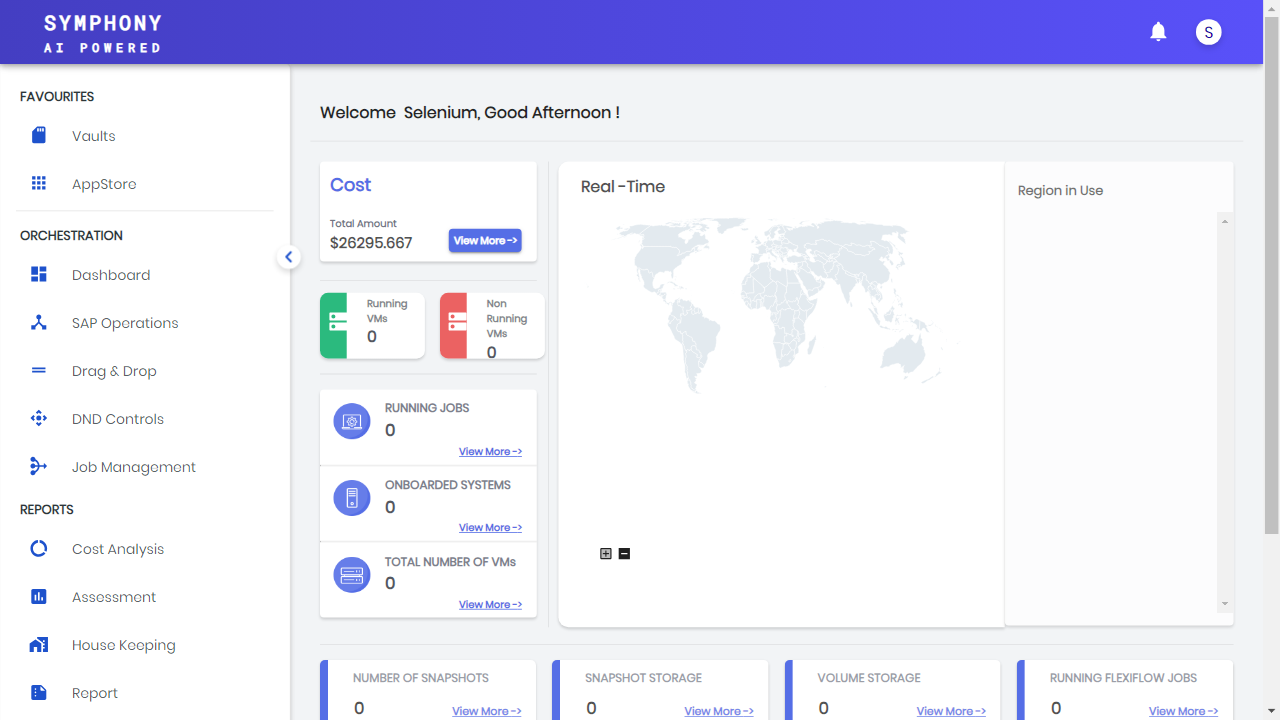 SYMPHONY
AI POWERED
S
FAVOURITES
Vaults
AppStore
ORCHESTRATION
Dashboard
SAP Operations
Drag & Drop
DND Controls
Job Management
REPORTS
Cost Analysis
Assessment
House Keeping
Report
Welcome Selenium, Good Afternoon !
Cost
Total Amount
$26295.667
View More ->
Running
VMs
0
Non
Running
VMs
0
RUNNING JOBS
0
View More ->
ONBOARDED SYSTEMS
0
View More ->
TOTAL NUMBER OF VMs
0
View More ->
Real -Time
Region in Use
NUMBER OF SNAPSHOTS
0
View More ->
SNAPSHOT STORAGE
0
View More ->
VOLUME STORAGE
0
View More ->
RUNNING FLEXIFLOW JOBS
0
View More ->